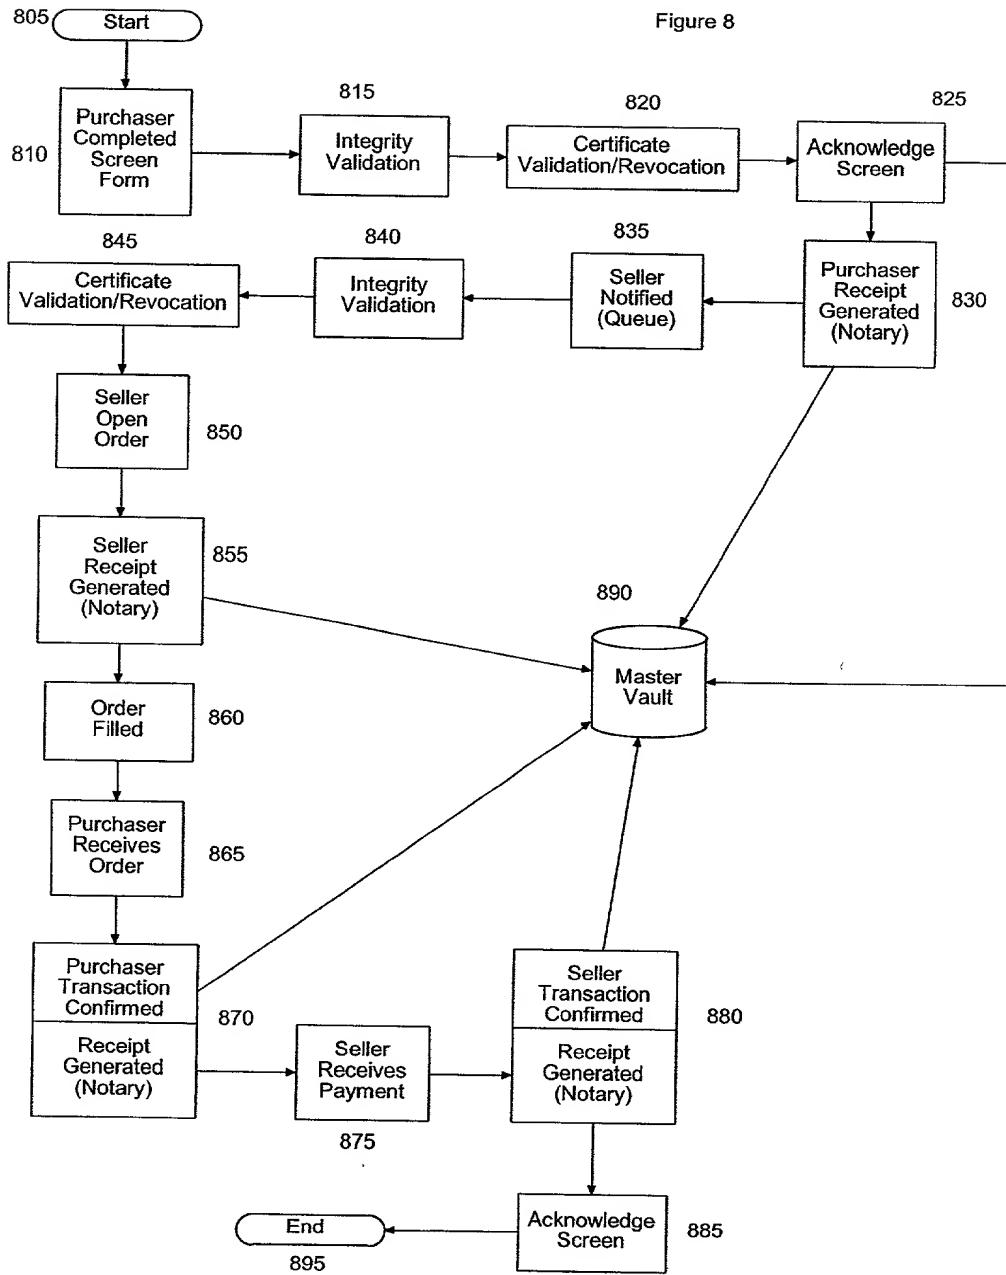 805
Start
Figure 8
815
820
825
810
Purchaser
Completed
Screen
Form
Integrity
Validation
Certificate
Validation/Revocation
Acknowledge
Screen
845
840
835
Certificate
Validation/Revocation
Integrity
Validation
Seller
Notified
(Queue)
Purchaser
Receipt
Generated
(Notary)
830
Seller
Open
Order
850
Seller
Receipt
Generated
(Notary)
855
890
Master
Vault
Order
Filled
860
Purchaser
Receives
Order
865
Purchaser
Transaction
Confirmed
Receipt
Generated
(Notary)
870
Seller
Receives
Payment
875
Seller
Transaction
Confirmed
Receipt
Generated
(Notary)
880
End
895
Acknowledge
Screen
885